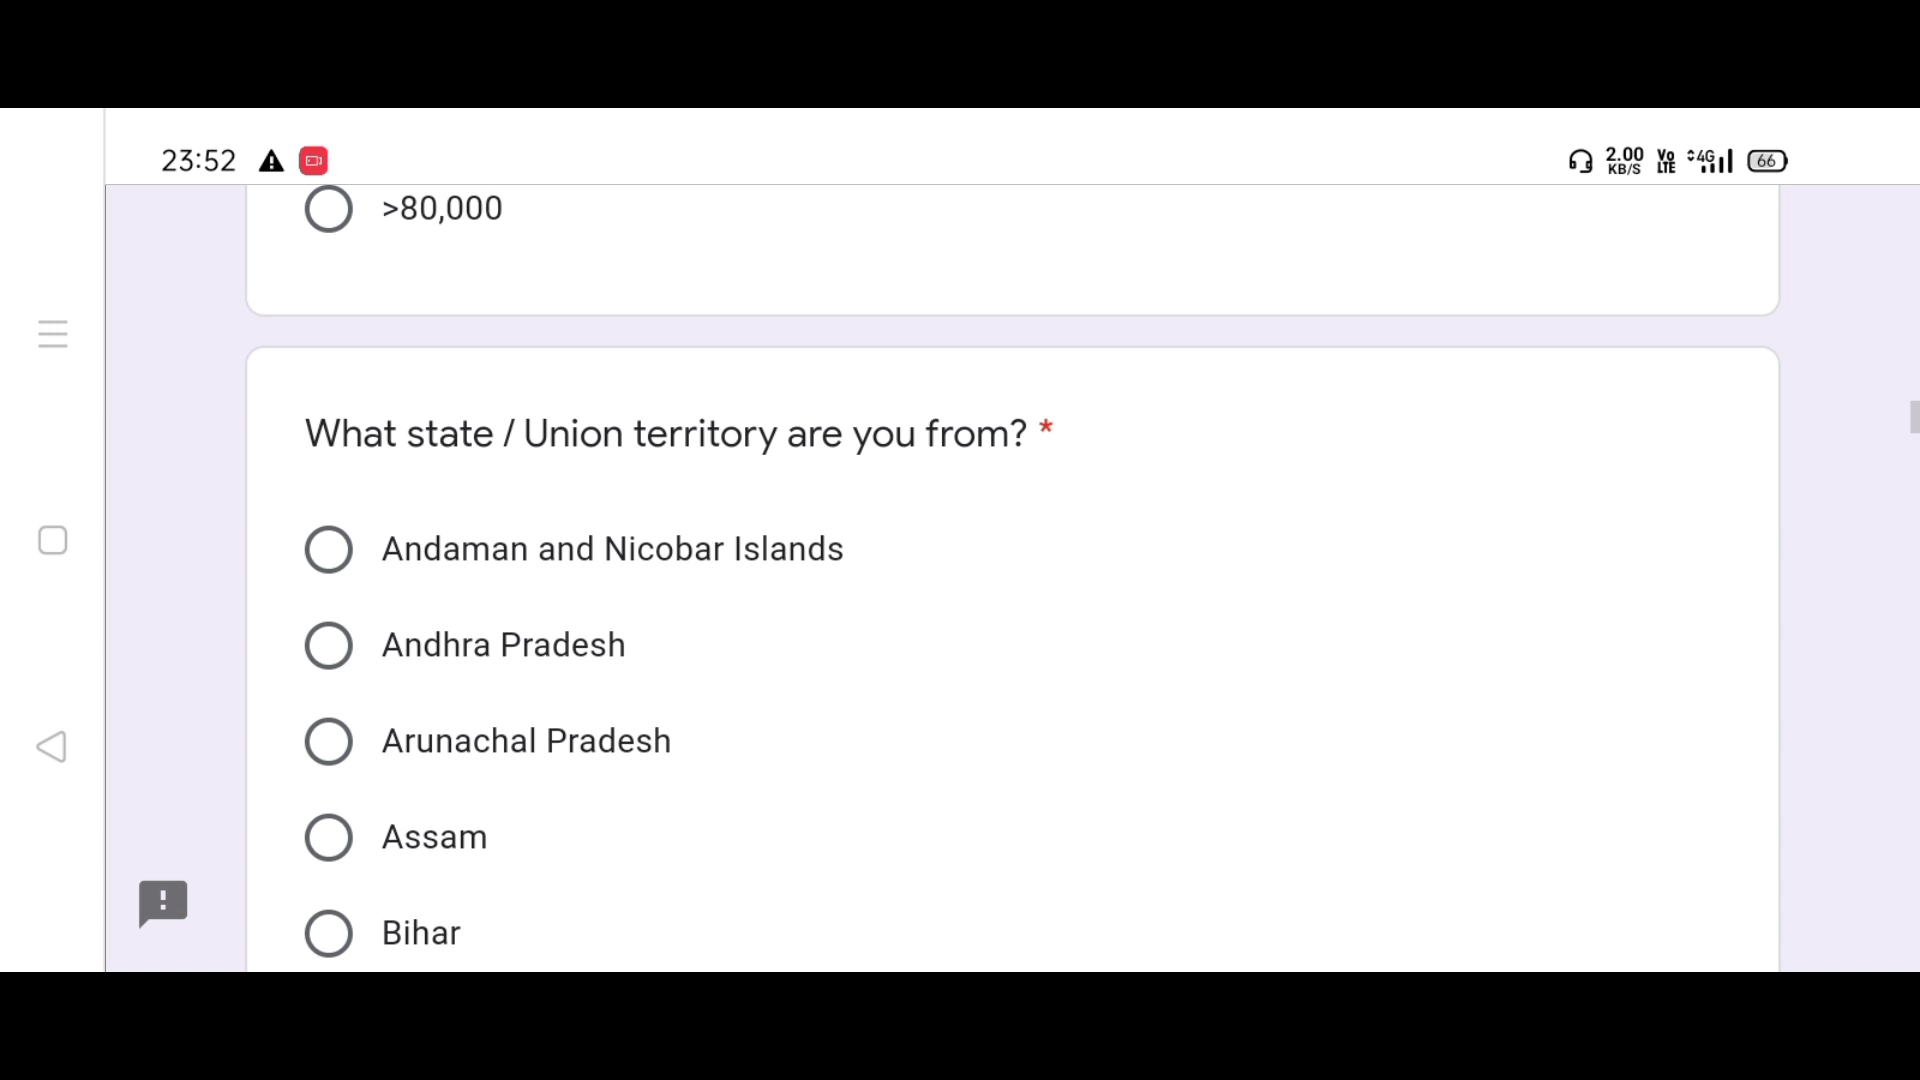 23:52 2.00 KB/S Vo LTE 4G 66
>80,000
What state / Union territory are you from? *
Andaman and Nicobar Islands
Andhra Pradesh
Arunachal Pradesh
Assam
Bihar